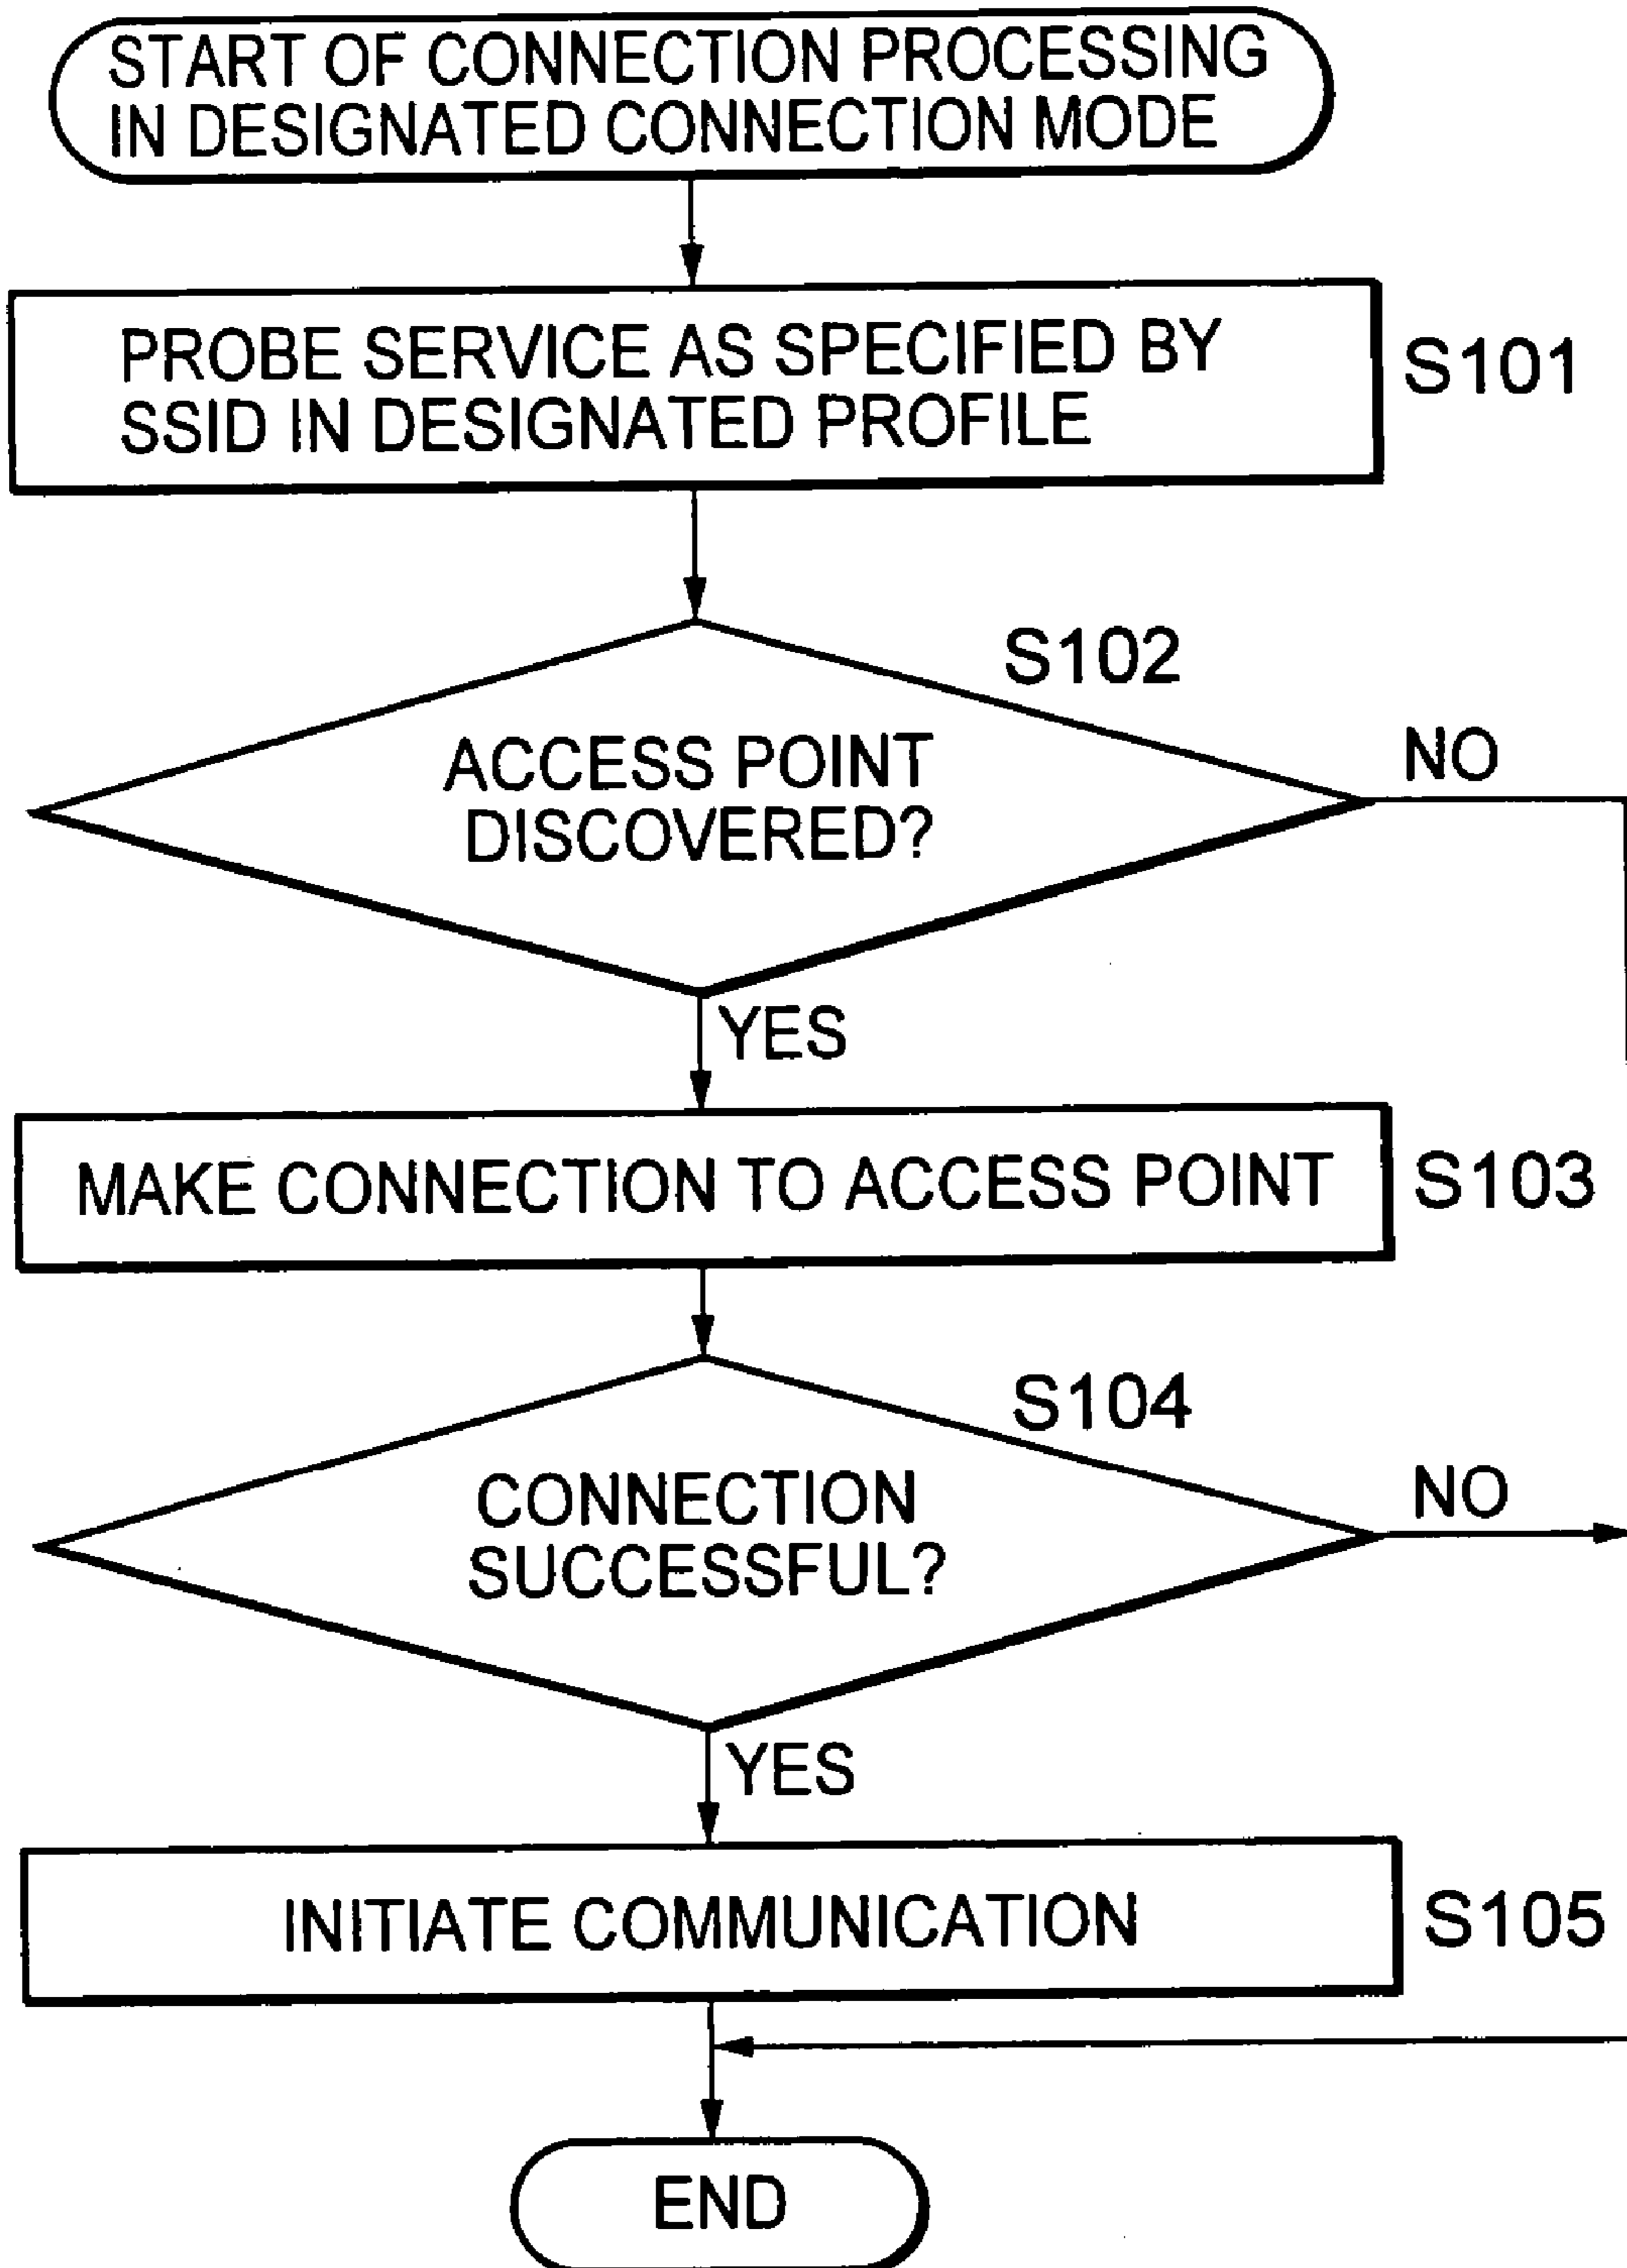 START OF CONNECTION PROCESSING
IN DESIGNATED CONNECTION MODE
PROBE SERVICE AS SPECIFIED BY
SSID IN DESIGNATED PROFILE
S101
S102
ACCESS POINT
DISCOVERED?
NO
YES
MAKE CONNECTION TO ACCESS POINT
S103
S104
CONNECTION
SUCCESSFUL?
NO
YES
INITIATE COMMUNICATION
S105
END